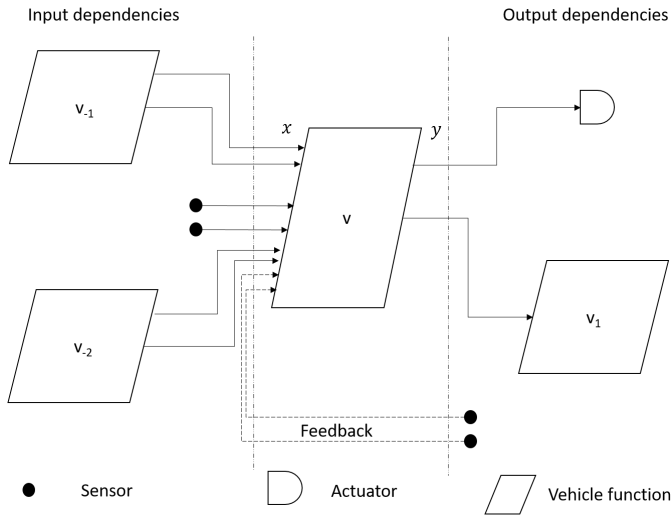 Input dependencies
Output dependencies
v-1
x
y
v
v-2
v1
Feedback
Sensor
Actuator
Vehicle function